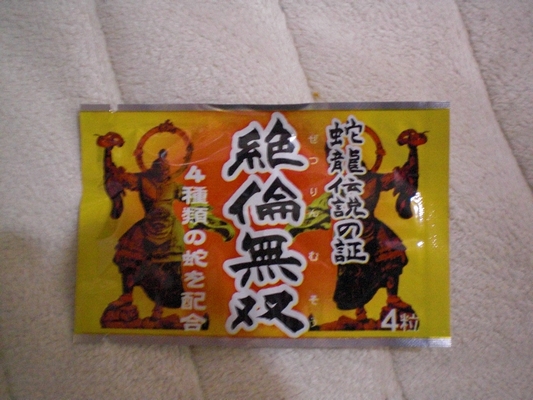 蛇龍伝説の証
絶倫無双
ぜつりん むそう
4種類の蛇を配合
4粒